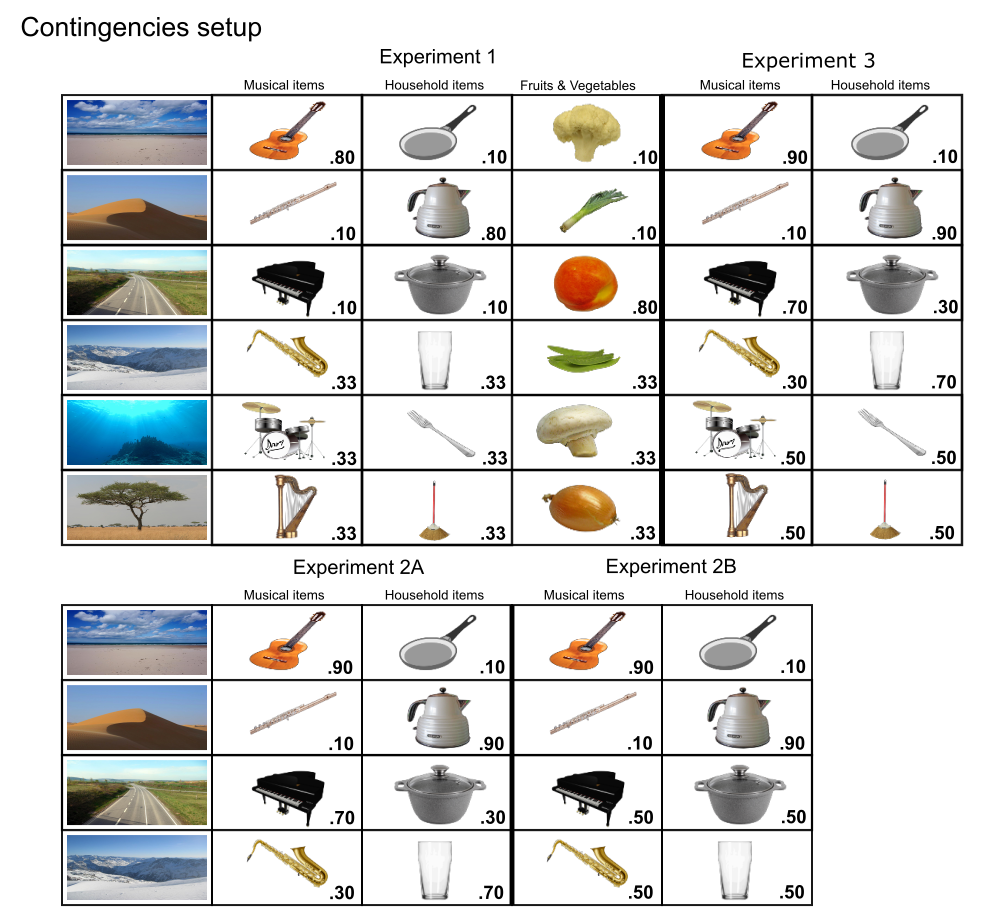 Contingencies setup
Experiment 1 Experiment 3
Musical items Household items Fruits & Vegetables Musical items Household items
.80 .10 .10 .90 .10
.10 .80 .10 .10 .90
.10 .10 .80 .70 .30
.33 .33 .33 .30 .70
.33 .33 .33 .50 .50
.33 .33 .33 .50 .50
Experiment 2A Experiment 2B
Musical items Household items Musical items Household items
.90 .10 .90 .10
.10 .90 .10 .90
.70 .30 .50 .50
.30 .70 .50 .50